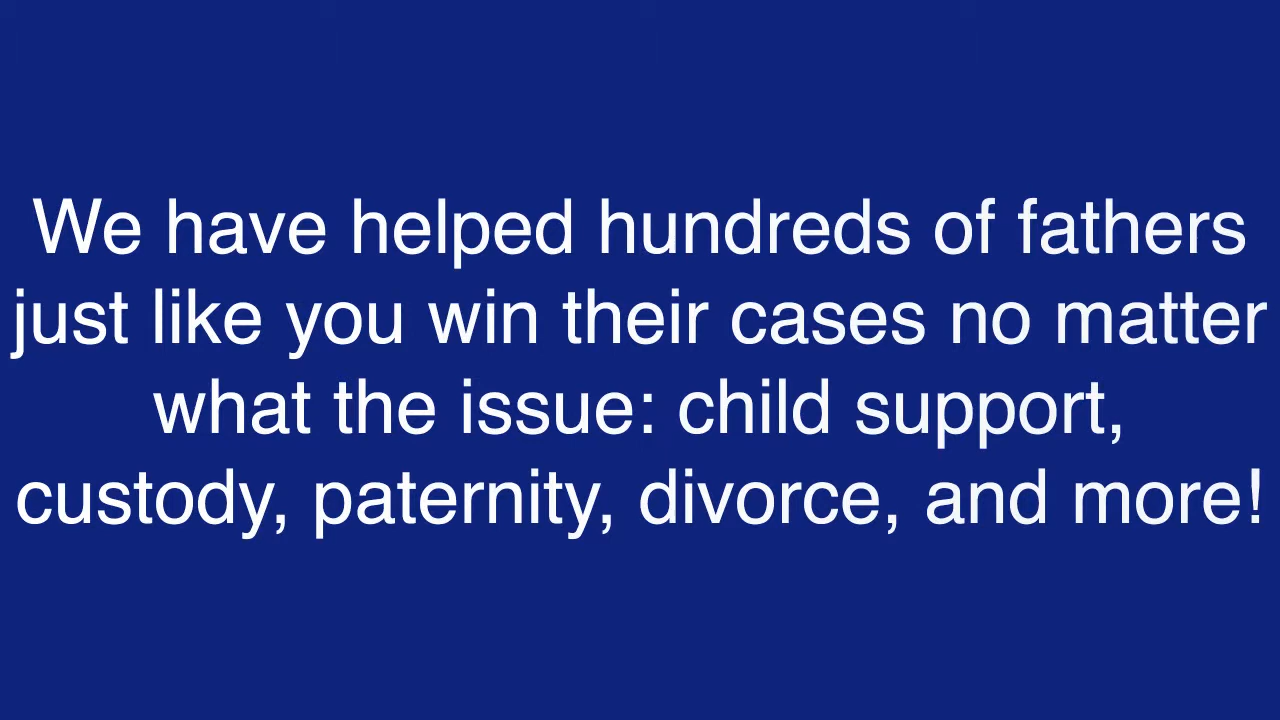 We have helped hundreds of fathers
just like you win their cases no matter
what the issue: child support,
custody, paternity, divorce, and more!